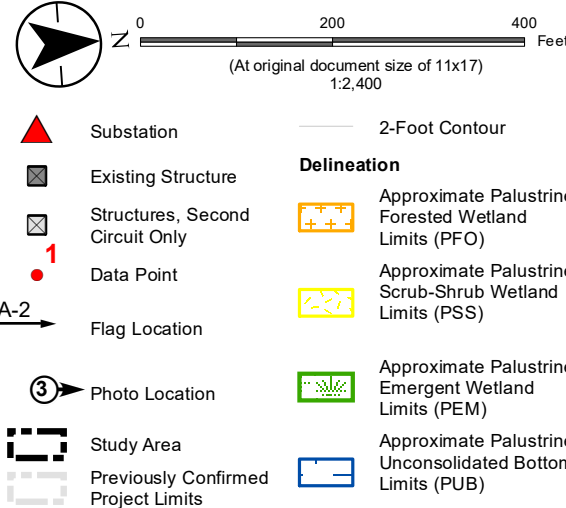 0 200 400
N Feet
(At original document size of 11x17)
1:2,400
Substation
Existing Structure
Structures, Second
Circuit Only
1
Data Point
A-2
Flag Location
3
Photo Location
Study Area
Previously Confirmed
Project Limits
2-Foot Contour
Delineation
Approximate Palustrine
Forested Wetland
Limits (PFO)
Approximate Palustrine
Scrub-Shrub Wetland
Limits (PSS)
Approximate Palustrine
Emergent Wetland
Limits (PEM)
Approximate Palustrine
Unconsolidated Bottom
Limits (PUB)